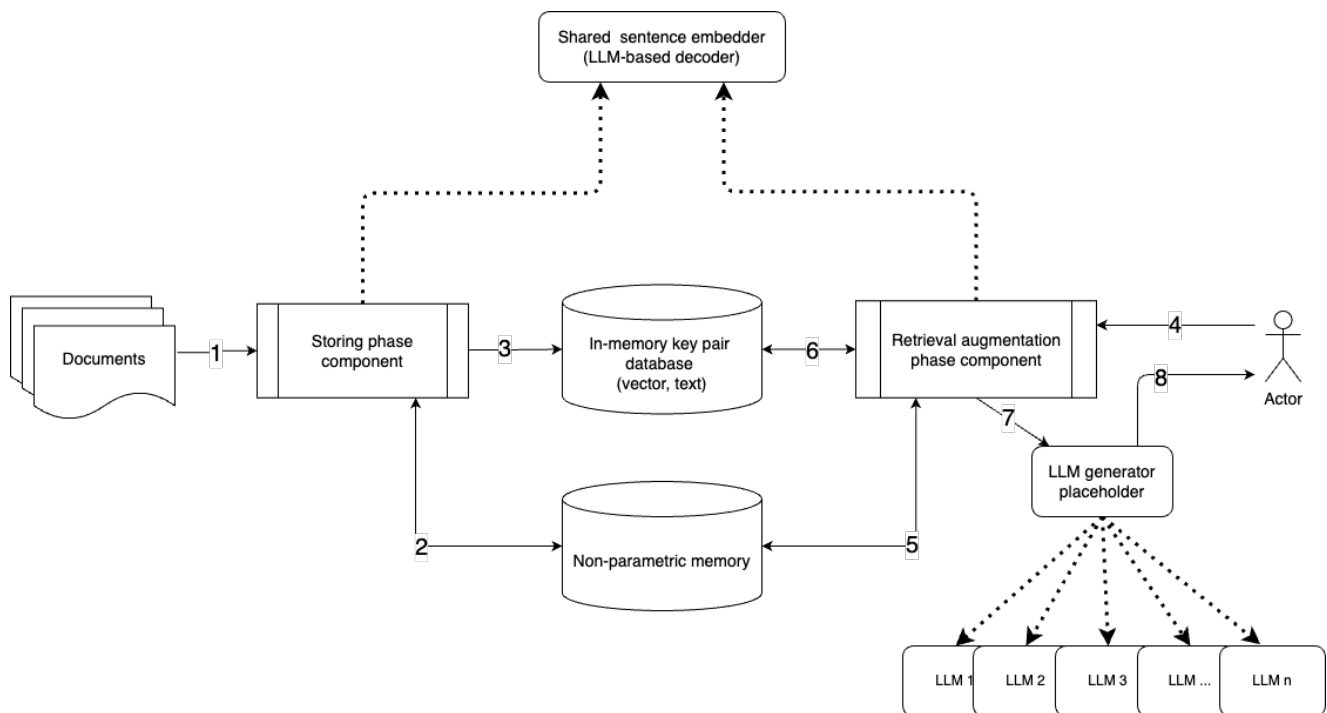 Shared sentence embedder
(LLM-based decoder)
Documents
1
Storing phase
component
3
In-memory key pair
database
(vector, text)
6
Retrieval augmentation
phase component
4
8
Actor
7
LLM generator
placeholder
2
Non-parametric memory
5
LLM 1
LLM 2
LLM 3
LLM ...
LLM n